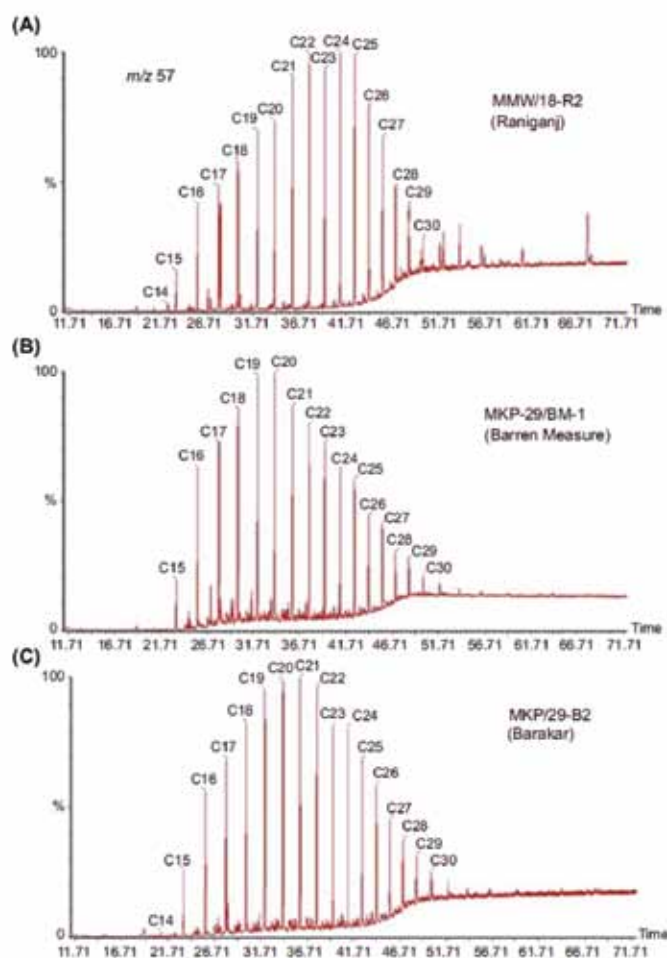 (A)
100
m/z 57
%
0
C14
C15
C16
C17
C18
C19
C20
C21
C22
C23
C24
C25
C26
C27
C28
C29
C30
MMW/18-R2
(Raniganj)
Time
11.71 16.71 21.71 26.71 31.71 36.71 41.71 46.71 51.71 56.71 61.71 66.71 71.71
(B)
100
%
0
C15
C16
C17
C18
C19
C20
C21
C22
C23
C24
C25
C26
C27
C28
C29
C30
MKP-29/BM-1
(Barren Measure)
Time
11.71 16.71 21.71 26.71 31.71 36.71 41.71 46.71 51.71 56.71 61.71 66.71 71.71
(C)
100
%
0
C14
C15
C16
C17
C18
C19
C20
C21
C22
C23
C24
C25
C26
C27
C28
C29
C30
MKP/29-B2
(Barakar)
Time
11.71 16.71 21.71 26.71 31.71 36.71 41.71 46.71 51.71 56.71 61.71 66.71 71.71